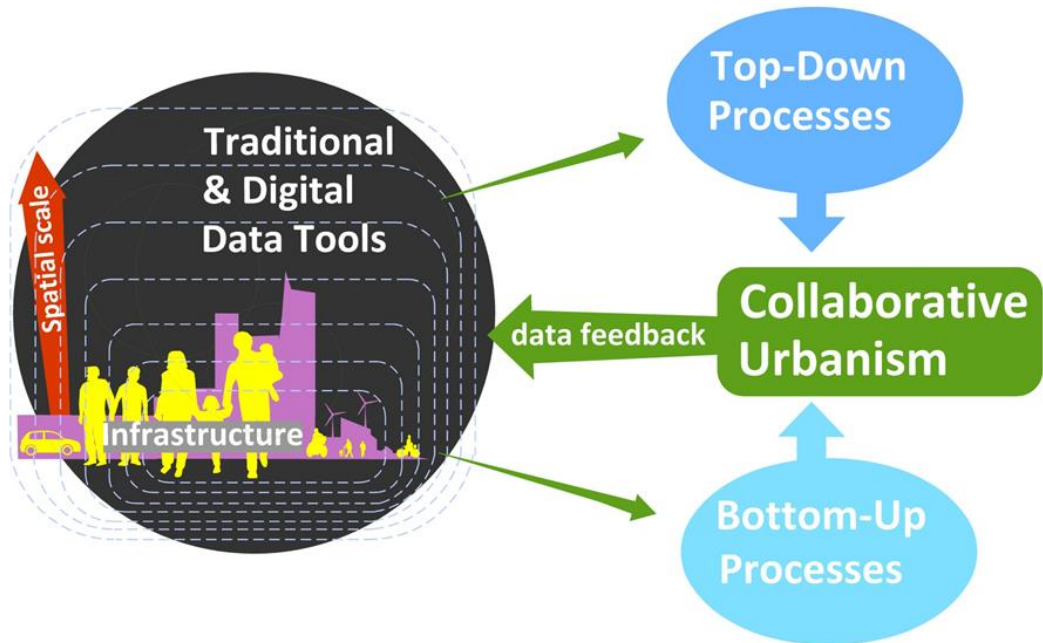 Traditional
& Digital
Data Tools
Spatial scale
Infrastructure
Top-Down
Processes
data feedback
Collaborative
Urbanism
Bottom-Up
Processes